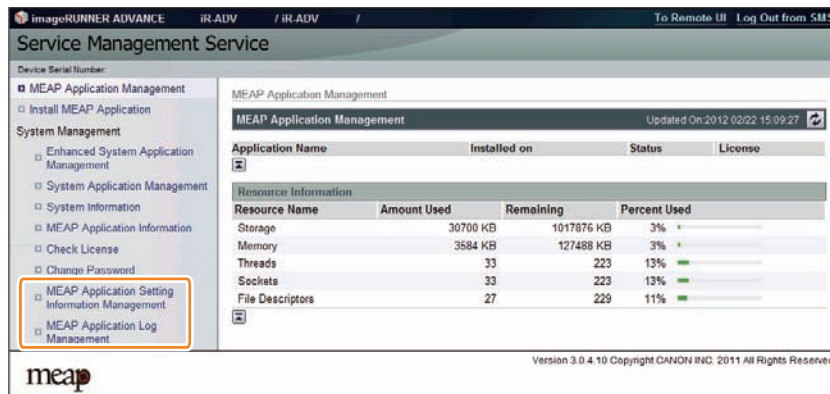 imageRUNNER ADVANCE iR-ADV / iR-ADV /
To Remote UI Log Out from SMS
Service Management Service
Device Serial Number:
MEAP Application Management
Install MEAP Application
System Management
Enhanced System Application
Management
System Application Management
System Information
MEAP Application Information
Check License
Change Password
MEAP Application Setting
Information Management
MEAP Application Log
Management
MEAP Application Management
MEAP Application Management Updated On:2012 02/22 15:09:27
Application Name Installed on Status License
Resource Information
Resource Name Amount Used Remaining Percent Used
Storage 30700 KB 1017876 KB 3%
Memory 3584 KB 127488 KB 3%
Threads 33 223 13%
Sockets 33 223 13%
File Descriptors 27 229 11%
meap
Version 3.0.4.10 Copyright CANON INC. 2011 All Rights Reserve